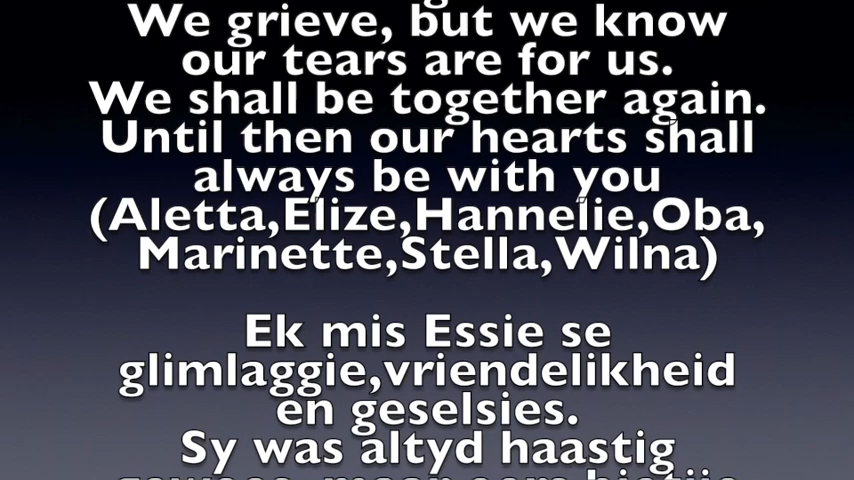 We grieve, but we know
our tears are for us.
We shall be together again.
Until then our hearts shall
always be with you
(Aletta,Elize,Hannelie,Oba,
Marinette,Stella,Wilna)
Ek mis Essie se
glimlaggie,vriendelikheid
en geselsies.
Sy was altyd haastig